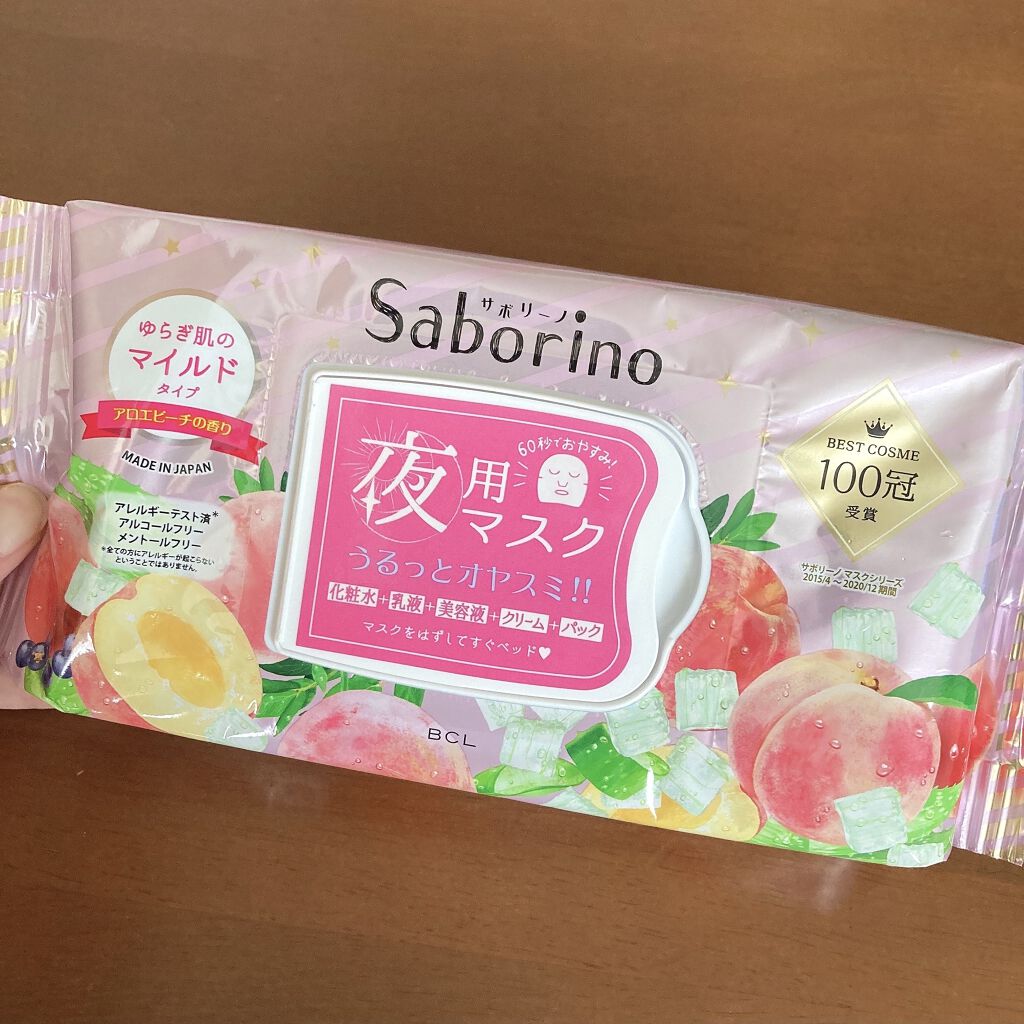 サボリーノ
Saborino
ゆらぎ肌の
マイルド
タイプ
アロエピーチの香り
MADE IN JAPAN
アレルギーテスト済*
アルコールフリー
メントールフリー
*全ての方にアレルギーが起こらない
ということではありません。
60秒でおやすみ!
夜用
マスク
うるっとオヤスミ!!
化粧水+乳液+美容液+クリーム+パック
マスクをはずしてすぐベッド♥
BEST COSME
100冠
受賞
サボリーノ マスクシリーズ
2015/4～2020/12 期間
BCL